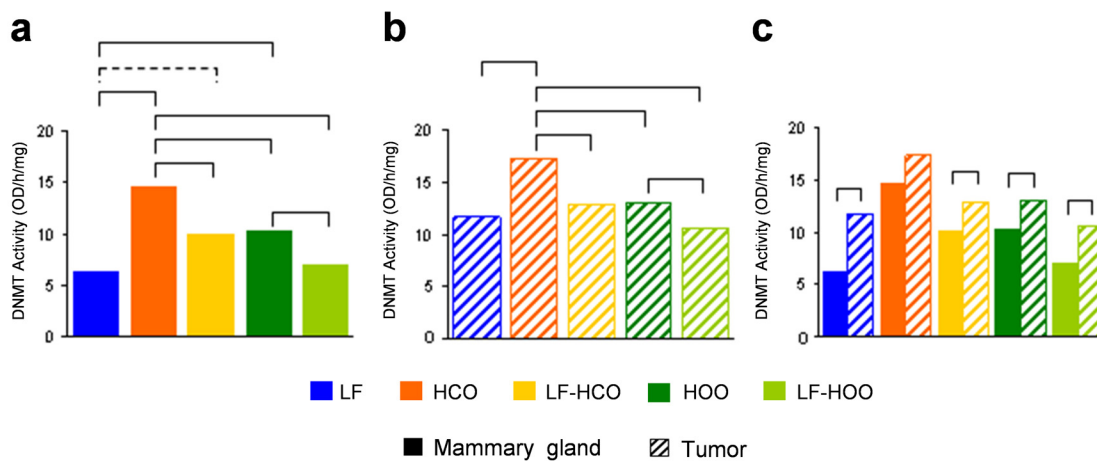 a
b
c
DNMT Activity (OD/h/mg)
20
15
10
5
0
DNMT Activity (OD/h/mg)
20
15
10
5
0
DNMT Activity (OD/h/mg)
20
15
10
5
0
LF HCO LF-HCO HOO LF-HOO
Mammary gland Tumor